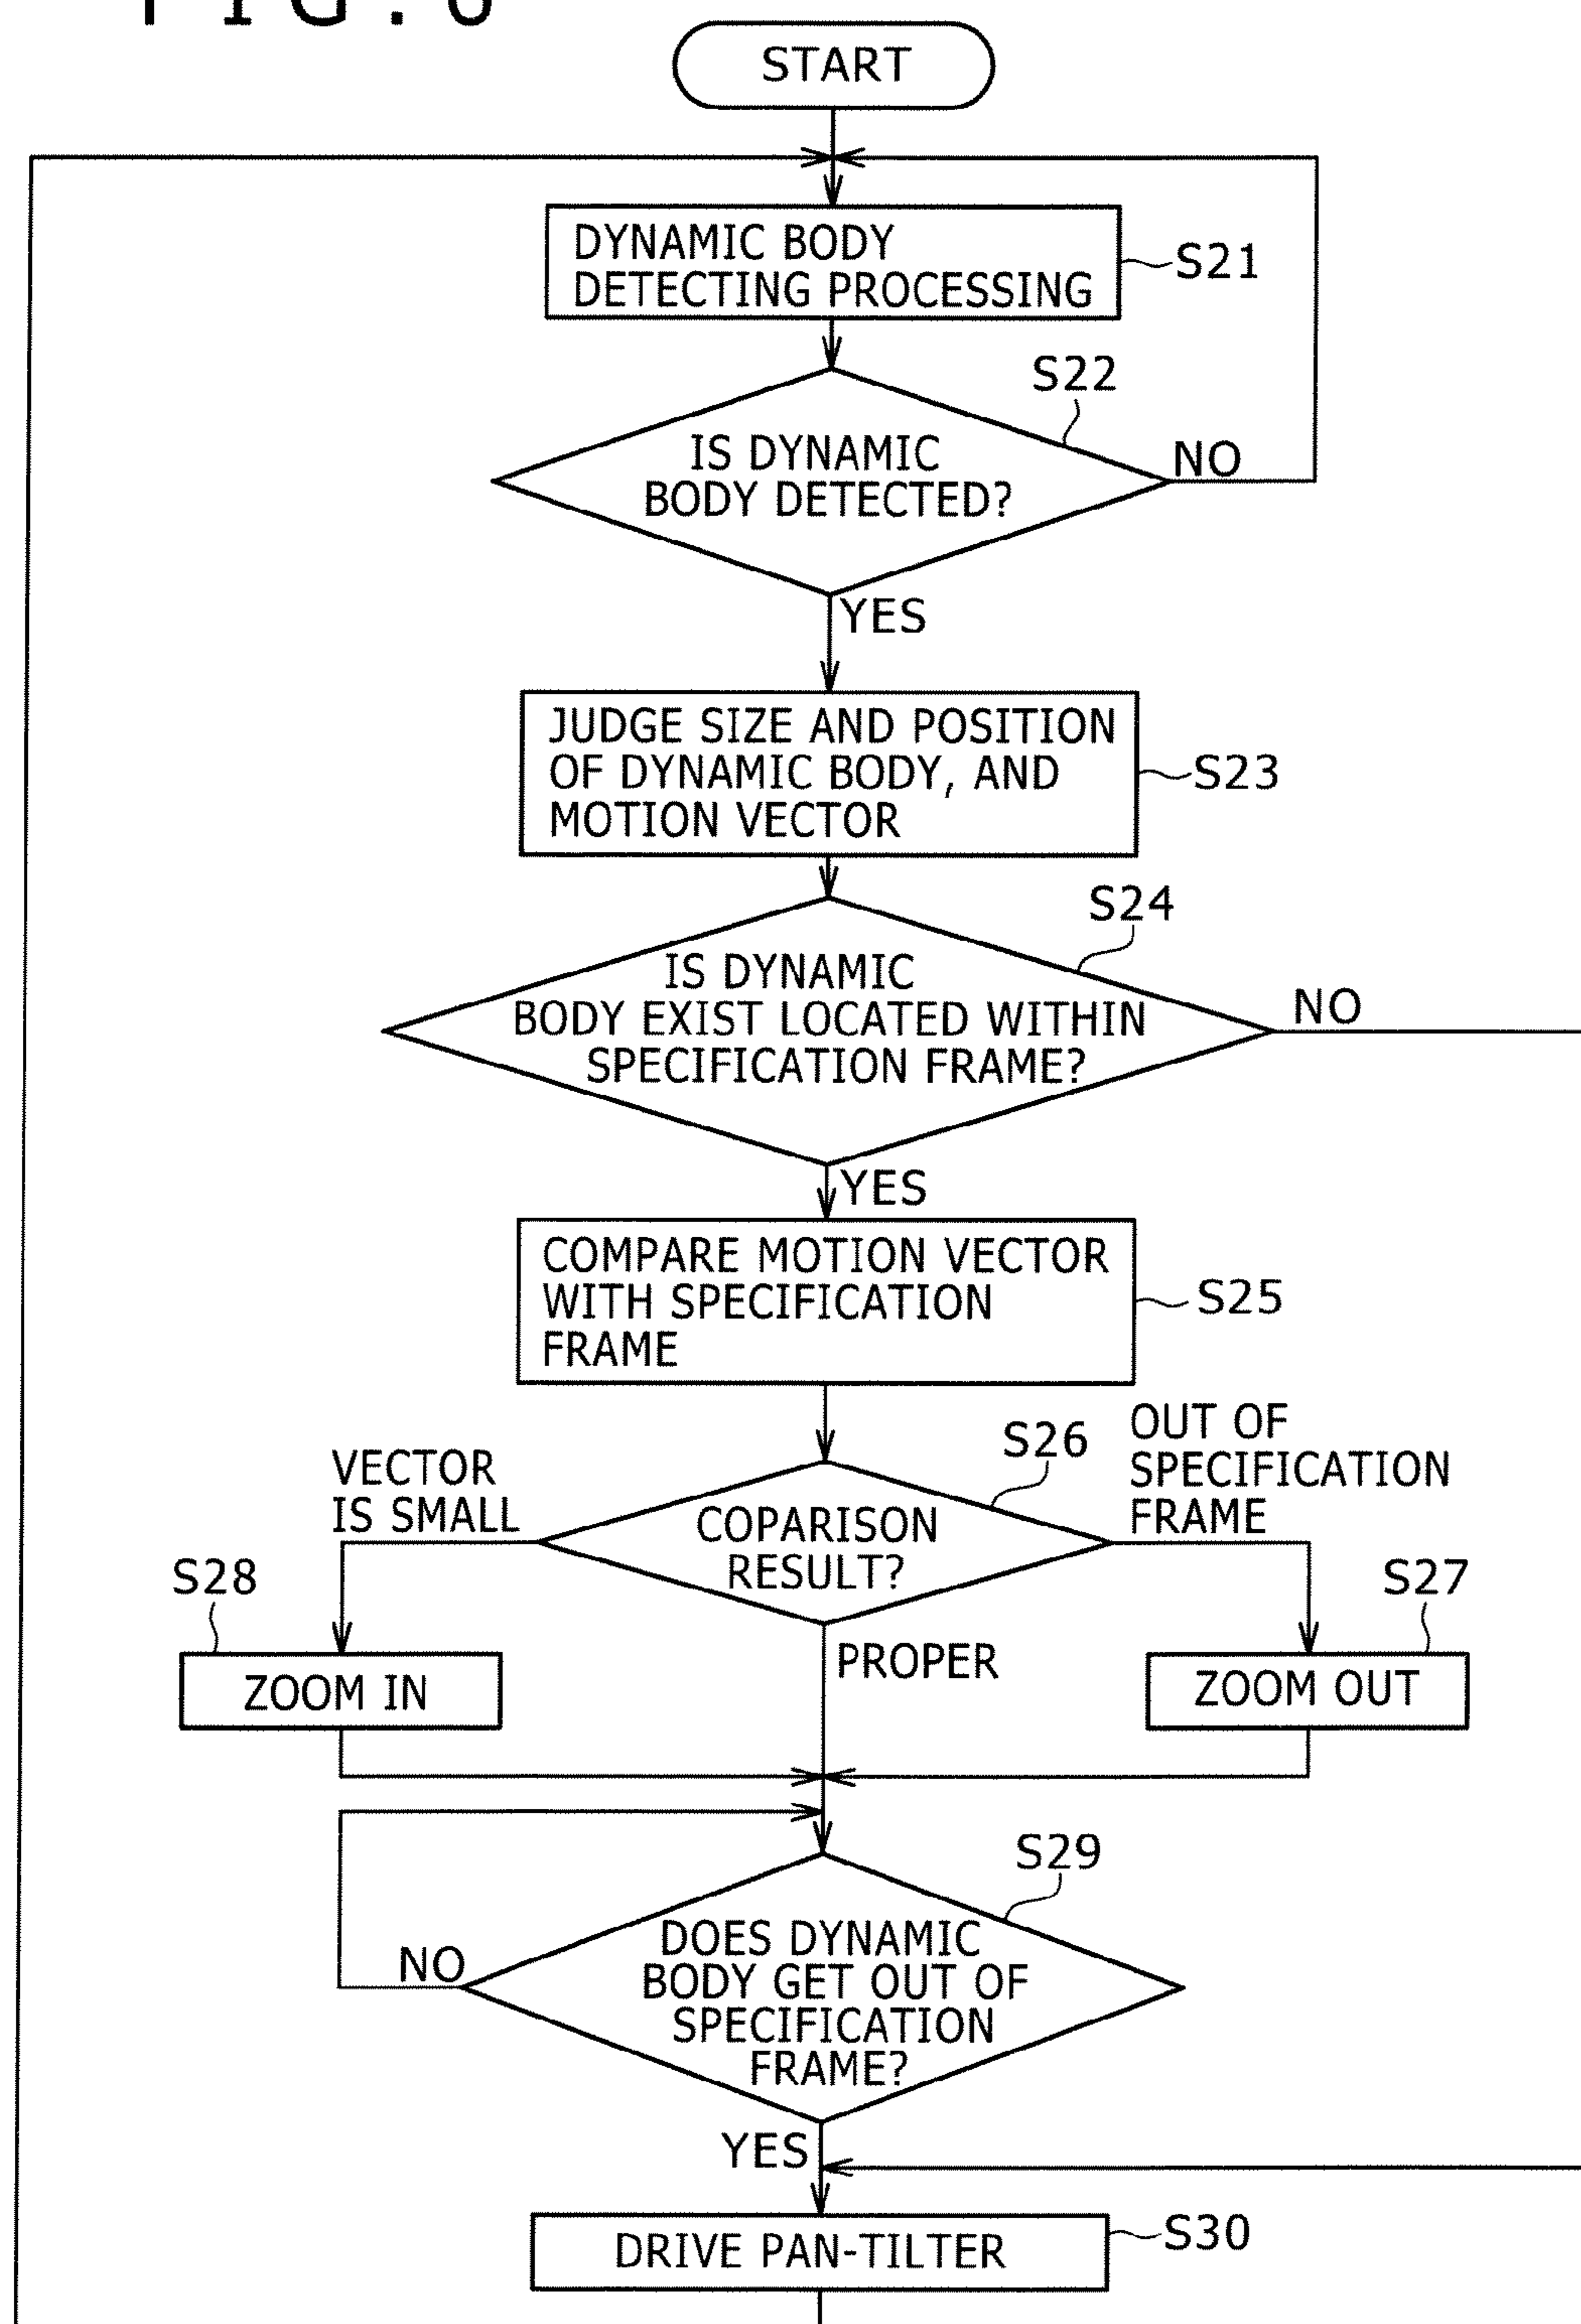 START
DYNAMIC BODY
DETECTING PROCESSING
S21
S22
IS DYNAMIC
BODY DETECTED?
NO
YES
JUDGE SIZE AND POSITION
OF DYNAMIC BODY, AND
MOTION VECTOR
S23
S24
IS DYNAMIC
BODY EXIST LOCATED WITHIN
SPECIFICATION FRAME?
NO
YES
COMPARE MOTION VECTOR
WITH SPECIFICATION
FRAME
S25
S26
OUT OF
SPECIFICATION
FRAME
VECTOR
IS SMALL
COPARISON
RESULT?
S28
S27
ZOOM IN
PROPER
ZOOM OUT
S29
DOES DYNAMIC
BODY GET OUT OF
SPECIFICATION
FRAME?
NO
YES
DRIVE PAN-TILTER
S30